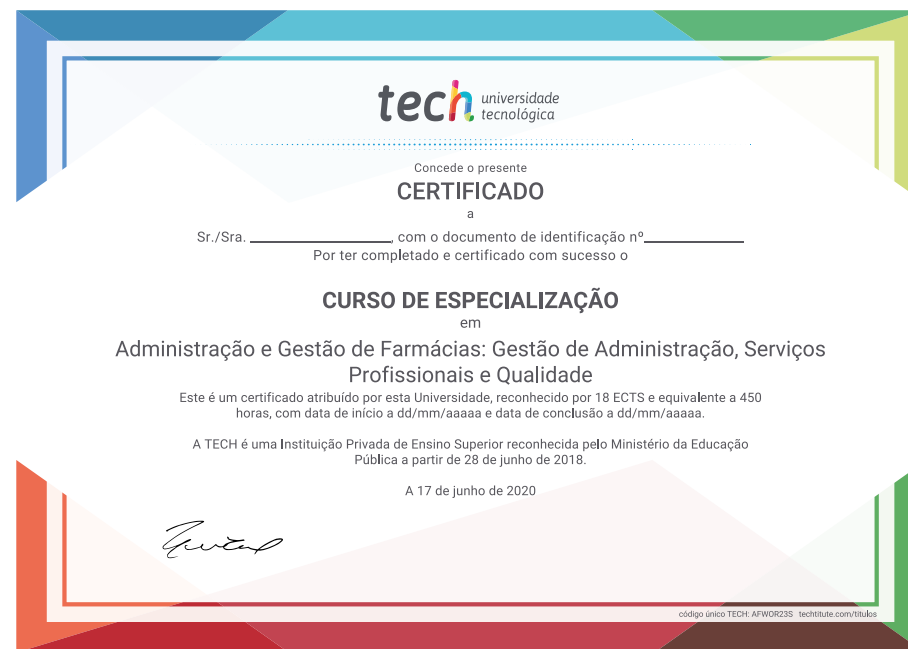 tech universidade
tecnológica
Concede o presente
CERTIFICADO
a
Sr./Sra. ____________________, com o documento de identificação nº______________
Por ter completado e certificado com sucesso o
CURSO DE ESPECIALIZAÇÃO
em
Administração e Gestão de Farmácias: Gestão de Administração, Serviços
Profissionais e Qualidade
Este é um certificado atribuído por esta Universidade, reconhecido por 18 ECTS e equivalente a 450
horas, com data de início a dd/mm/aaaaa e data de conclusão a dd/mm/aaaaa.
A TECH é uma Instituição Privada de Ensino Superior reconhecida pelo Ministério da Educação
Pública a partir de 28 de junho de 2018.
A 17 de junho de 2020
código único TECH: AFWOR23S techtitute.com/titulos